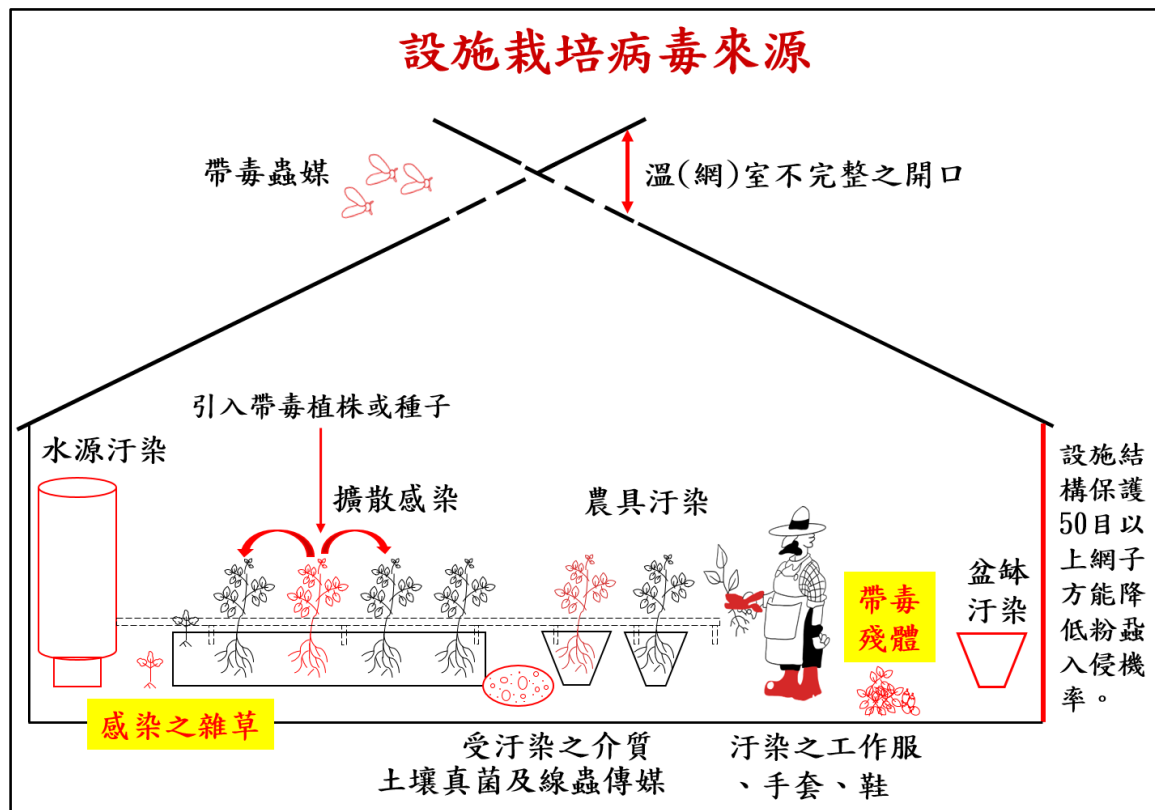 設施栽培病毒來源
帶毒蟲媒
溫(網)室不完整之開口
引入帶毒植株或種子
水源汙染
擴散感染
農具汙染
設施結
構保護
50目以
上網子
方能降
低粉蝨
入侵機
率。
盆缽
汙染
帶毒
殘體
感染之雜草
受汙染之介質
土壤真菌及線蟲傳媒
汙染之工作服
、手套、鞋